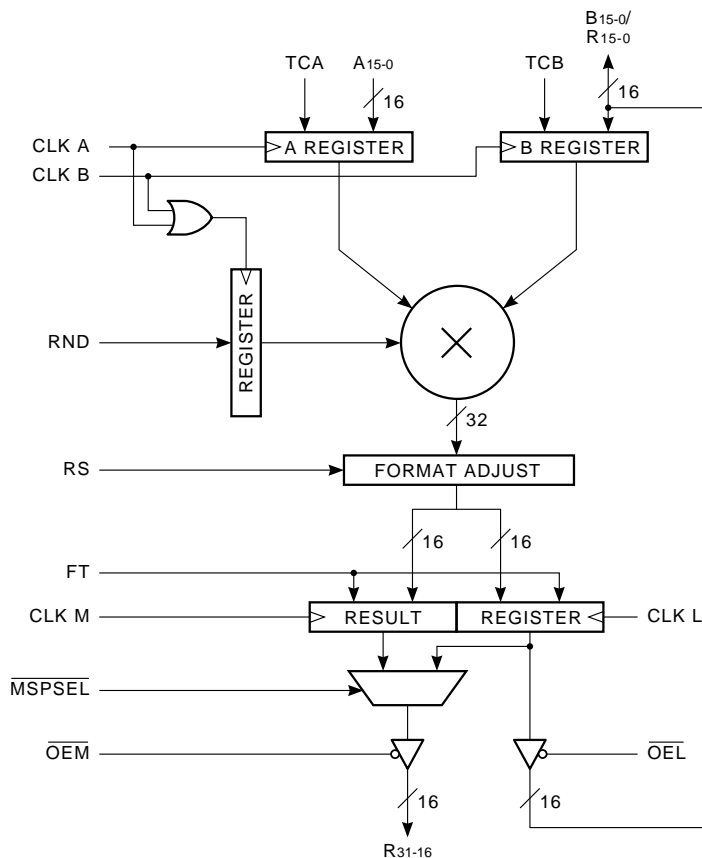 B15-0/
R15-0
TCA A15-0 TCB
16 16
CLK A
A REGISTER B REGISTER
CLK B
REGISTER
RND
32
RS FORMAT ADJUST
16 16
FT
CLK M RESULT REGISTER CLK L
MSPSEL
OEM OEL
16 16
R31-16